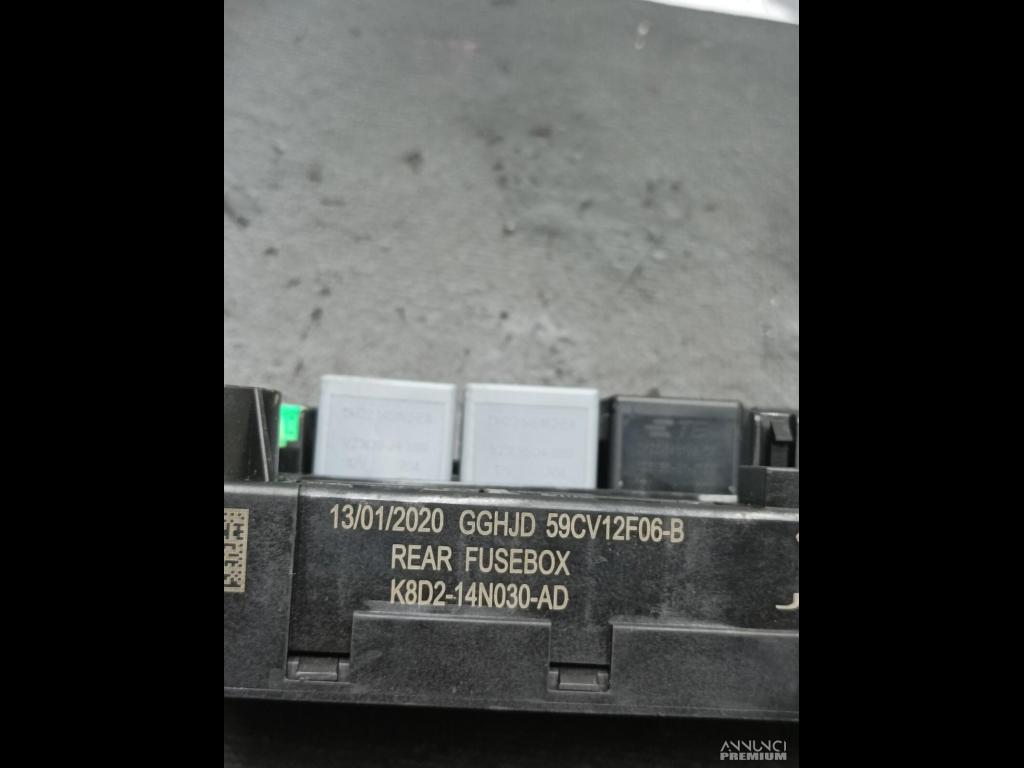 13/01/2020 GGHJD 59CV12F06-B
REAR FUSEBOX
K8D2-14N030-AD
ANNUNCI
PREMIUM